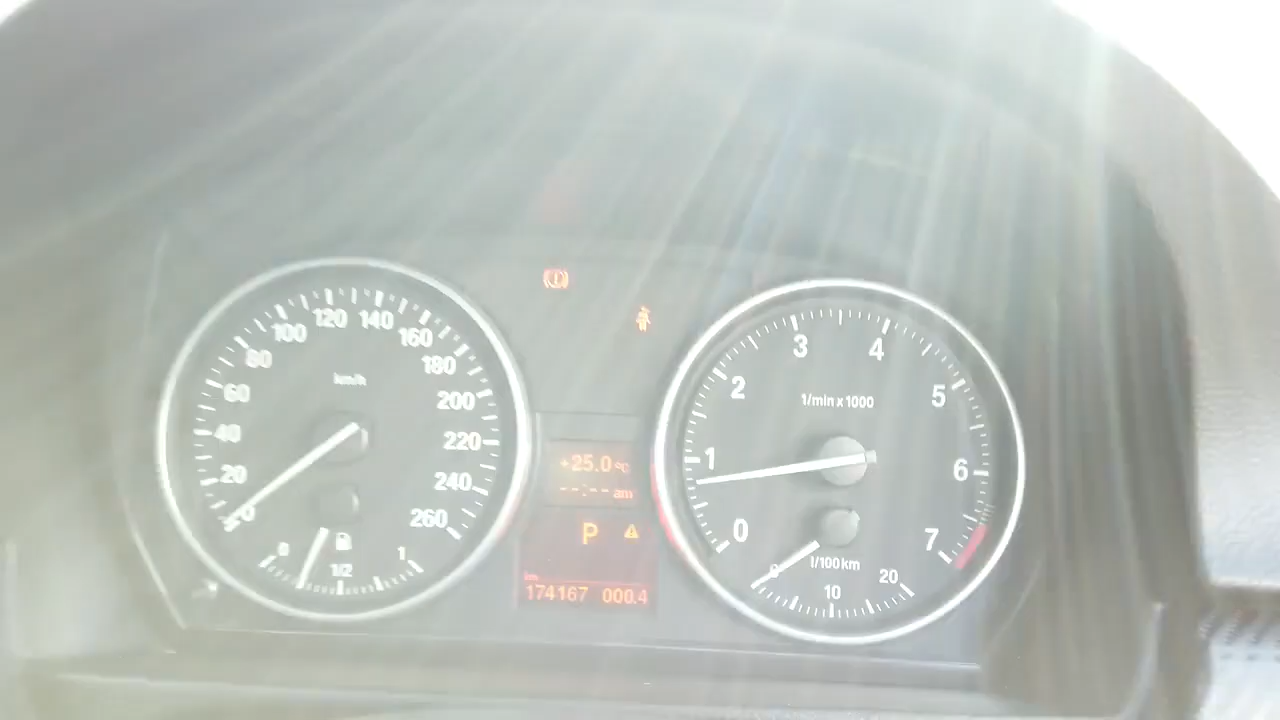 0 20 40 60 80 100 120 140 160 180 200 220 240 260
km/h
0 1/2 1
+25.0 °C
--:-- am
P
km
174167 000.4
0 1 2 3 4 5 6 7
1/min x 1000
l/100km
0 10 20